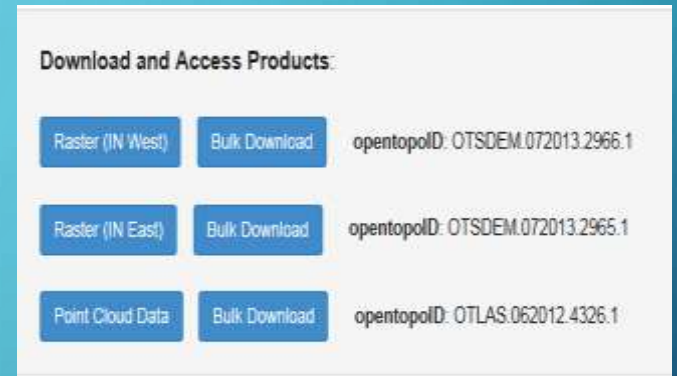 Download and Access Products:
Raster (IN West) Bulk Download opentopoID: OTSDEM.072013.2966.1
Raster (IN East) Bulk Download opentopoID: OTSDEM.072013.2965.1
Point Cloud Data Bulk Download opentopoID: OTLAS.062012.4326.1